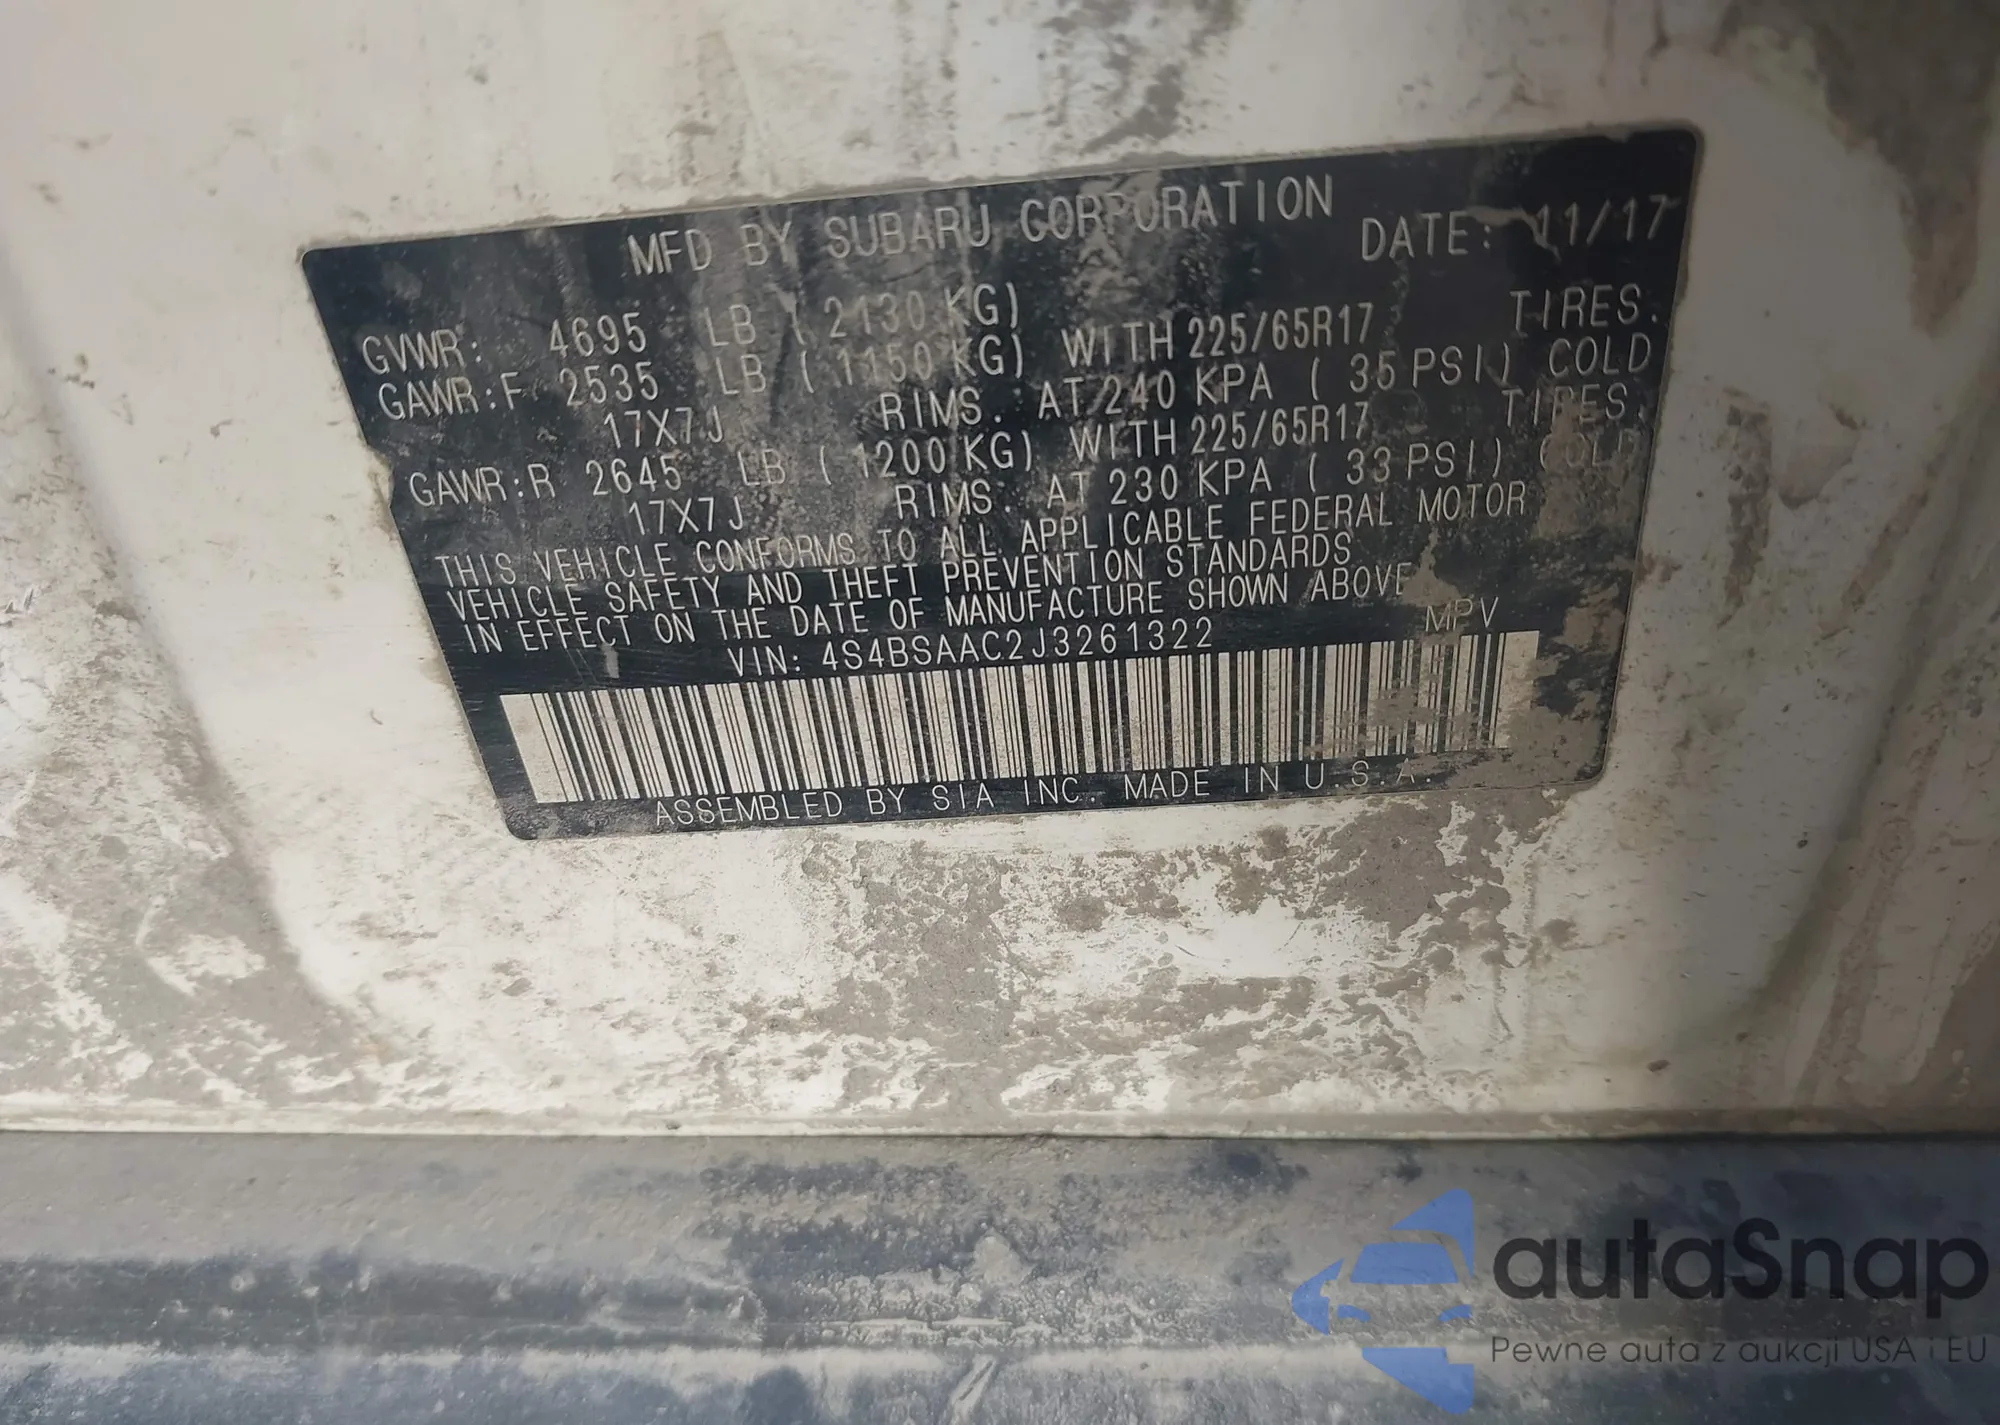 MFD BY SUBARU CORPORATION DATE: 11/17
GVWR: 4695 LB ( 2130 KG)
GAWR:F 2535 LB ( 1150 KG) WITH 225/65R17 TIRES.
17X7J RIMS. AT 240 KPA ( 35 PSI) COLD
GAWR:R 2645 LB ( 1200 KG) WITH 225/65R17 TIRES.
17X7J RIMS. AT 230 KPA ( 33 PSI) COLD
THIS VEHICLE CONFORMS TO ALL APPLICABLE FEDERAL MOTOR
VEHICLE SAFETY AND THEFT PREVENTION STANDARDS
IN EFFECT ON THE DATE OF MANUFACTURE SHOWN ABOVE
VIN: 4S4BSAAC2J3261322 MPV
ASSEMBLED BY SIA INC. MADE IN U.S.A.
autaSnap
Pewne auta z aukcji USA i EU